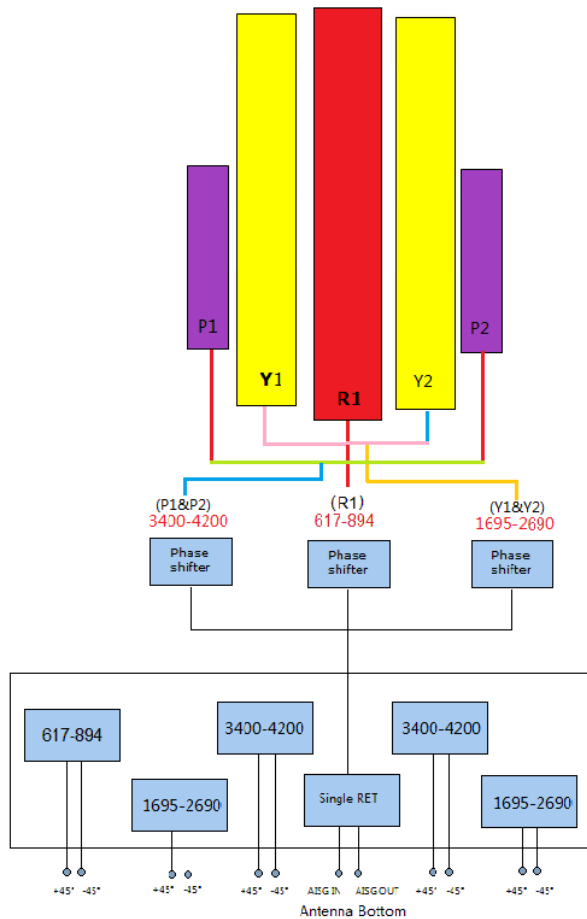 P1
Y1
R1
Y2
P2
(P1&P2)
3400-4200
(R1)
617-894
(Y1&Y2)
1695-2690
Phase
shifter
Phase
shifter
Phase
shifter
617-894
3400-4200
3400-4200
1695-2690
Single RET
1695-2690
+45° -45°
+45° -45°
+45° -45°
AISG IN
AISG OUT
+45° -45°
+45° -45°
Antenna Bottom